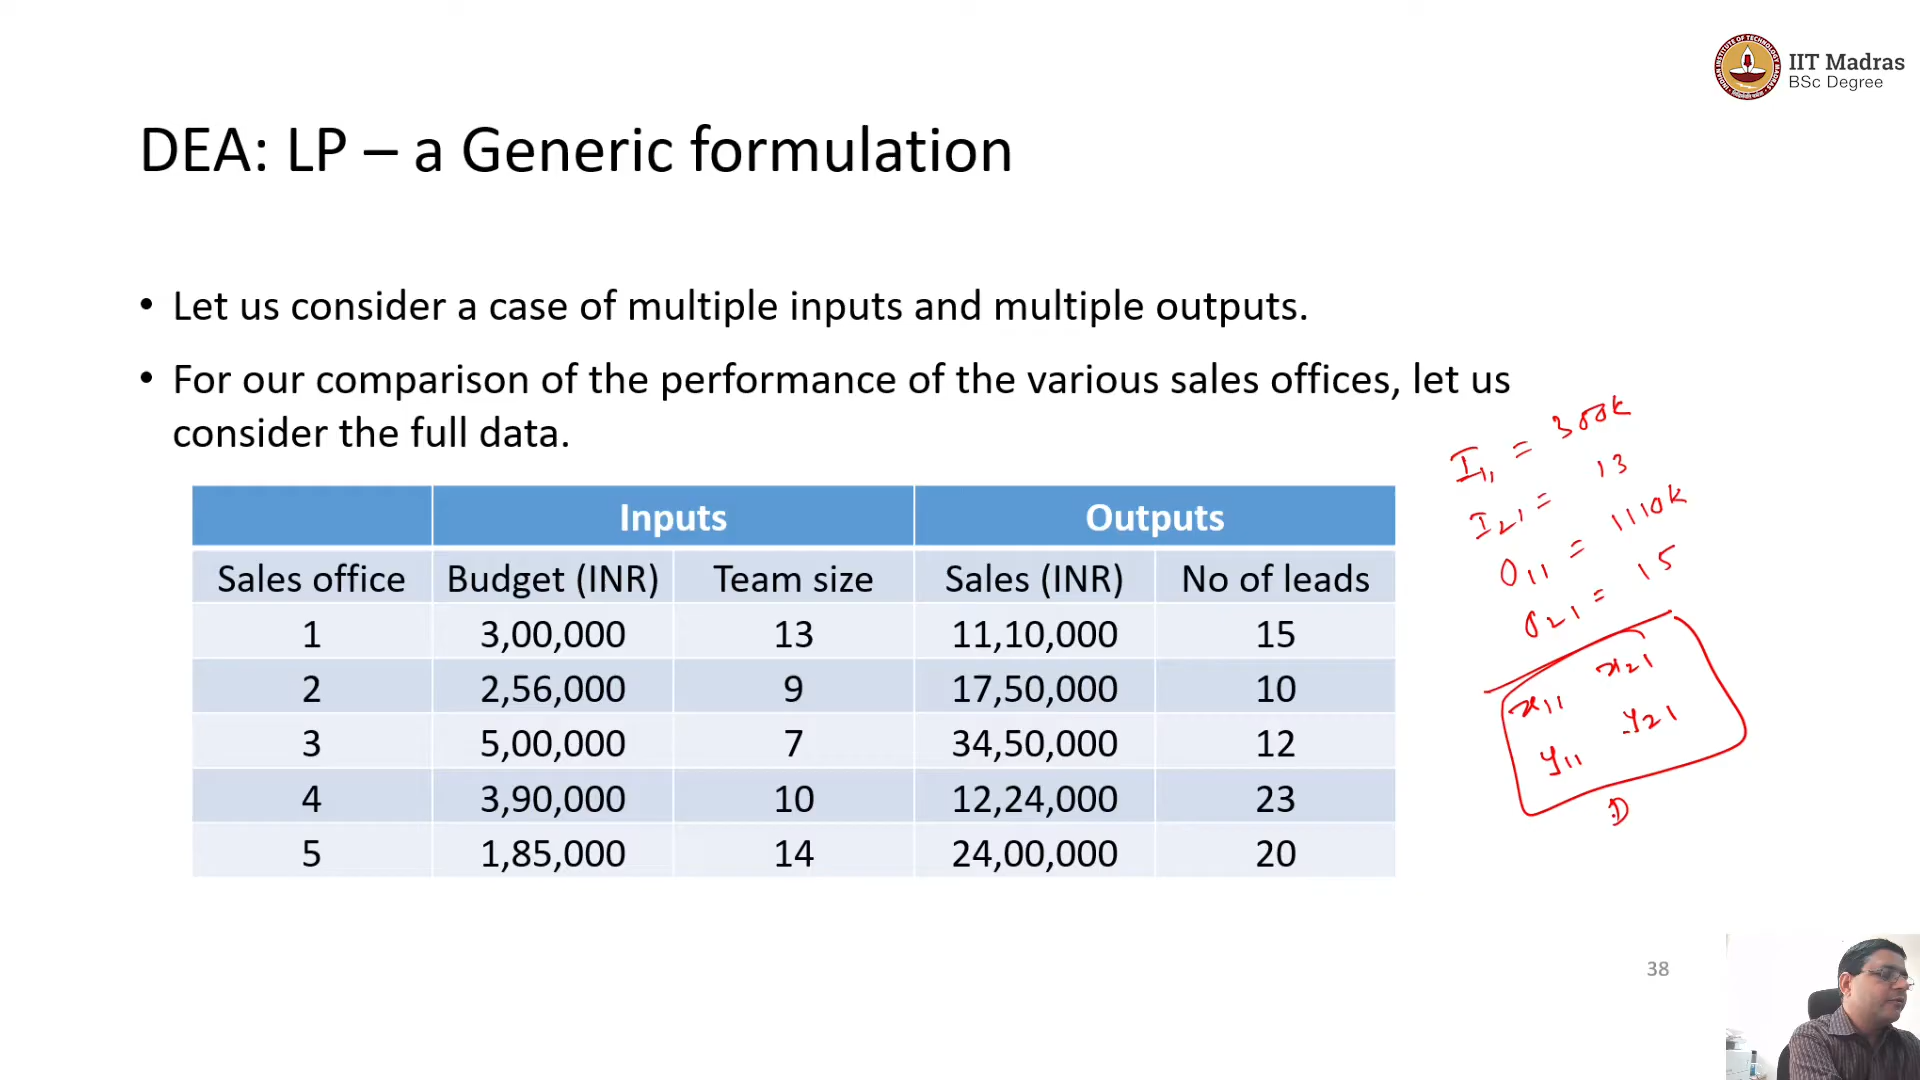 IIT Madras
BSc Degree
DEA: LP – a Generic formulation
• Let us consider a case of multiple inputs and multiple outputs.
• For our comparison of the performance of the various sales offices, let us
consider the full data.
Inputs Outputs
Sales office Budget (INR) Team size Sales (INR) No of leads
1 3,00,000 13 11,10,000 15
2 2,56,000 9 17,50,000 10
3 5,00,000 7 34,50,000 12
4 3,90,000 10 12,24,000 23
5 1,85,000 14 24,00,000 20
I11 = 300k
I21 = 13
O11 = 1110k
O21 = 15
x11 x21
y11 y21
D
38